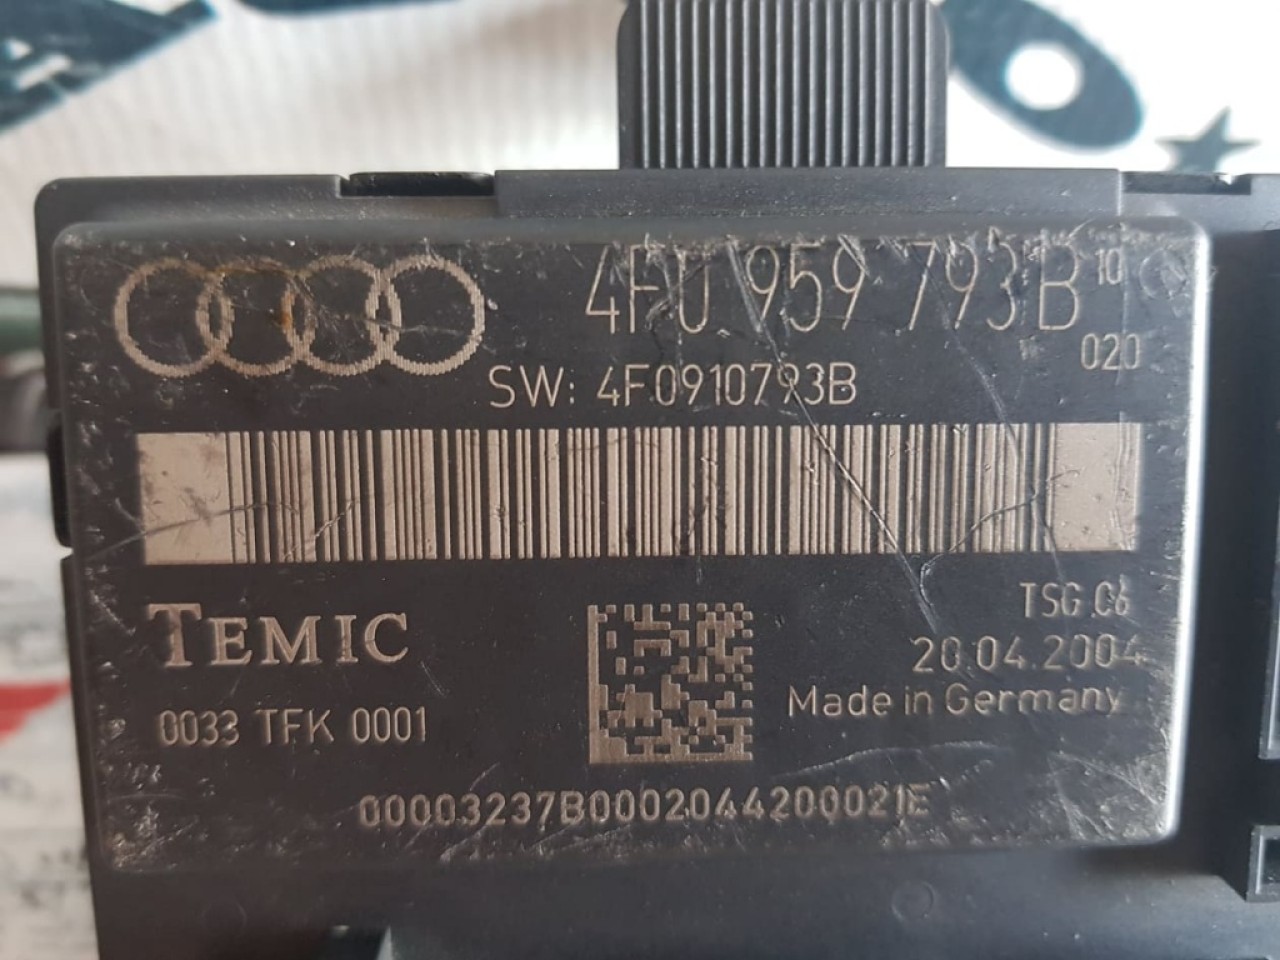 4F0 959 793 B 10
020
SW: 4F0910793B
TEMIC
TSG C6
20.04.2004
Made in Germany
0033 TFK 0001
00003237B0002044200021E